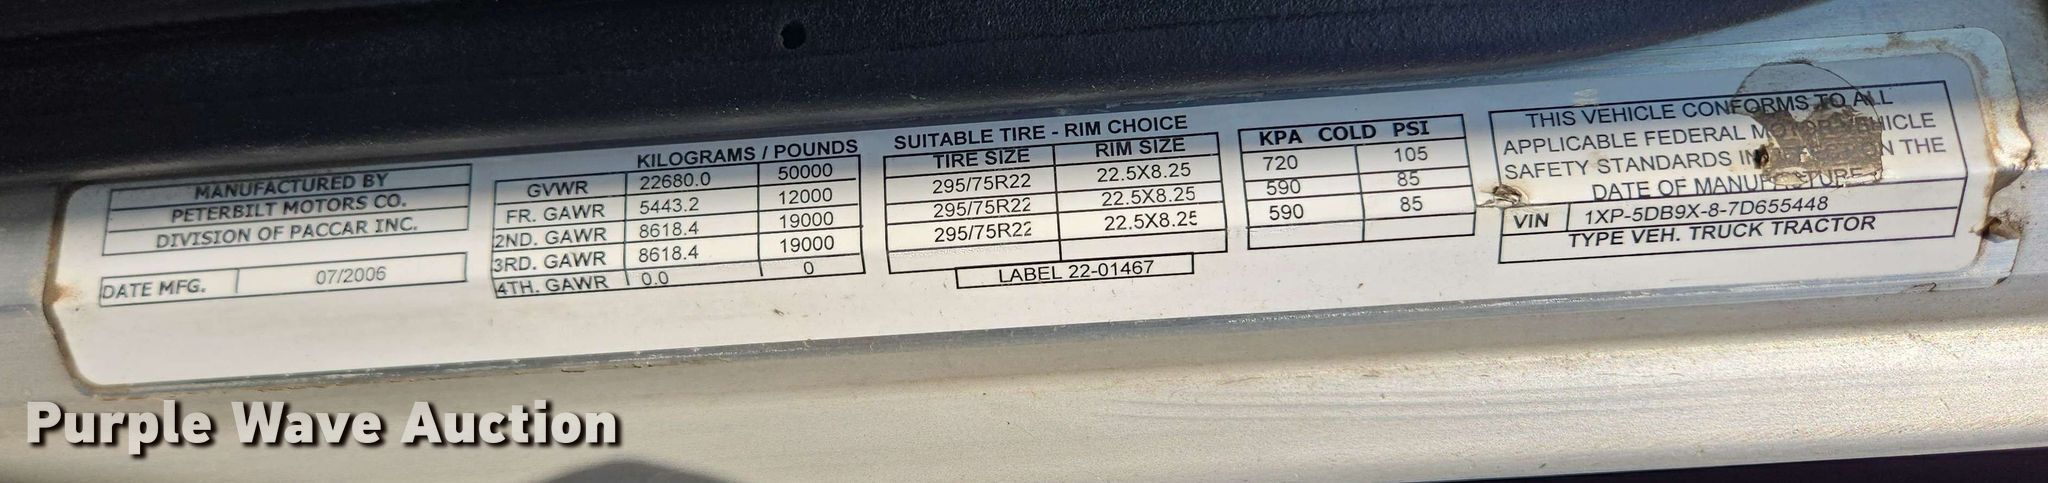 MANUFACTURED BY
PETERBILT MOTORS CO.
DIVISION OF PACCAR INC.
DATE MFG. 07/2006
KILOGRAMS / POUNDS
GVWR 22680.0 50000
FR. GAWR 5443.2 12000
2ND. GAWR 8618.4 19000
3RD. GAWR 8618.4 19000
4TH. GAWR 0.0 0
SUITABLE TIRE - RIM CHOICE
TIRE SIZE RIM SIZE
295/75R22 22.5X8.25
295/75R22 22.5X8.25
295/75R22 22.5X8.25
LABEL 22-01467
KPA COLD PSI
720 105
590 85
590 85
THIS VEHICLE CONFORMS TO ALL
APPLICABLE FEDERAL MOTOR VEHICLE
SAFETY STANDARDS IN ON THE
DATE OF MANUFACTURE
VIN 1XP-5DB9X-8-7D655448
TYPE VEH. TRUCK TRACTOR
Purple Wave Auction